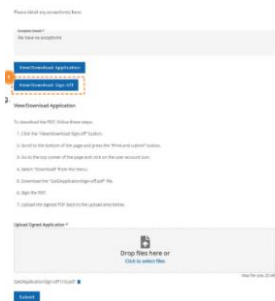 Please detail any exceptions here:
Exception Details *
We have no exceptions
View/Download Application
View/Download Sign-off
View/Download Application
To download the PDF, follow these steps:
1. Click the "View/Download Sign-off" button.
2. Scroll to the bottom of the page and press the "Print and submit" button.
3. Go to the top corner of the page and click on the user account icon.
4. Select "Download" from the menu.
5. Download the file.
6. Sign the PDF.
7. Upload the signed PDF back to the upload area below.
Upload Signed Application *
Drop files here or
Click to select files
Submit